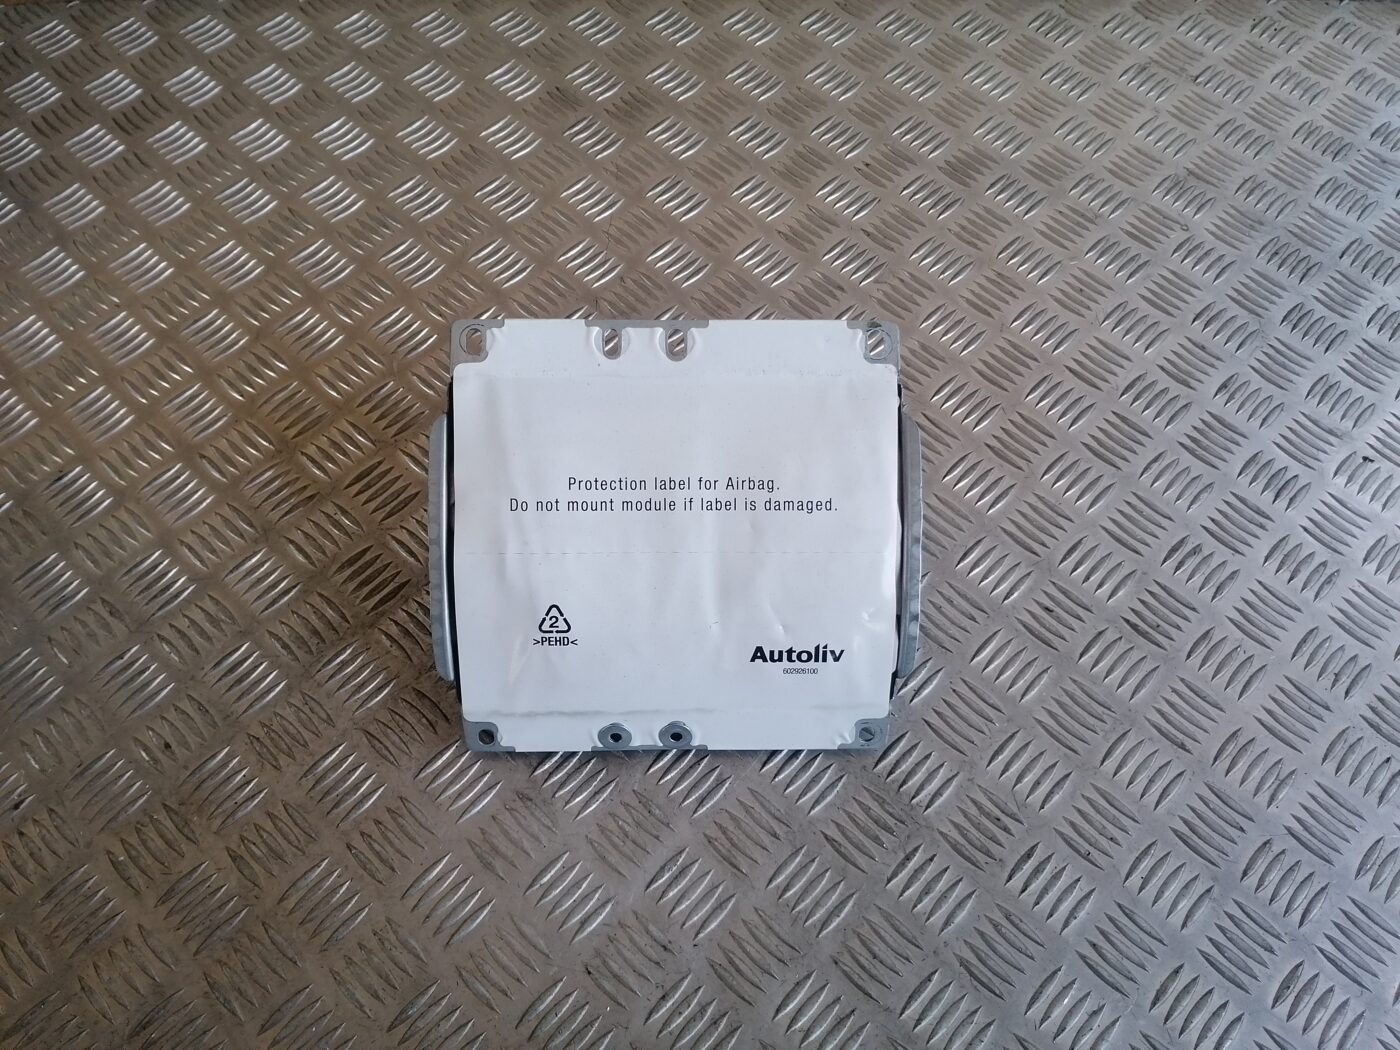 Protection label for Airbag.
Do not mount module if label is damaged.
2
>PEHD<
Autoliv
602926100